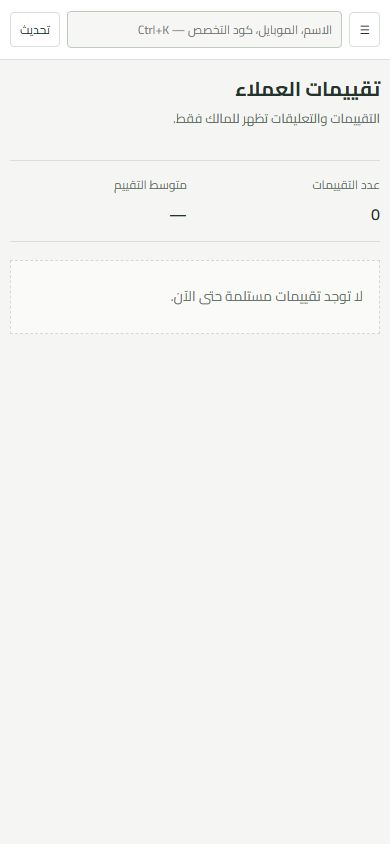 ☰
الاسم، الموبايل، كود التخصص — Ctrl+K
تحديث
تقييمات العملاء
التقييمات والتعليقات تظهر للمالك فقط.
عدد التقييمات
0
متوسط التقييم
—
لا توجد تقييمات مستلمة حتى الآن.